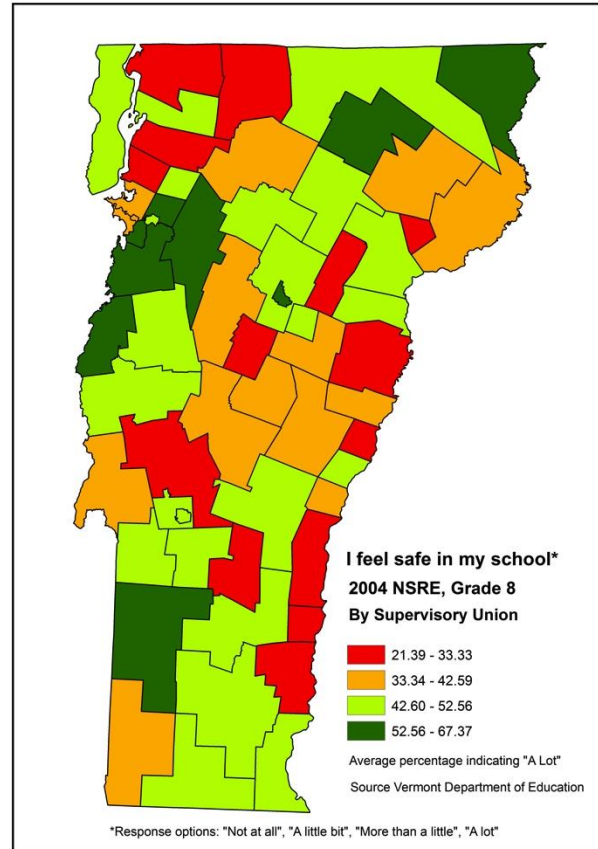 I feel safe in my school*
2004 NSRE, Grade 8
By Supervisory Union
21.39 - 33.33
33.34 - 42.59
42.60 - 52.56
52.56 - 67.37
Average percentage indicating "A Lot"
Source Vermont Department of Education
*Response options: "Not at all", "A little bit", "More than a little", "A lot"